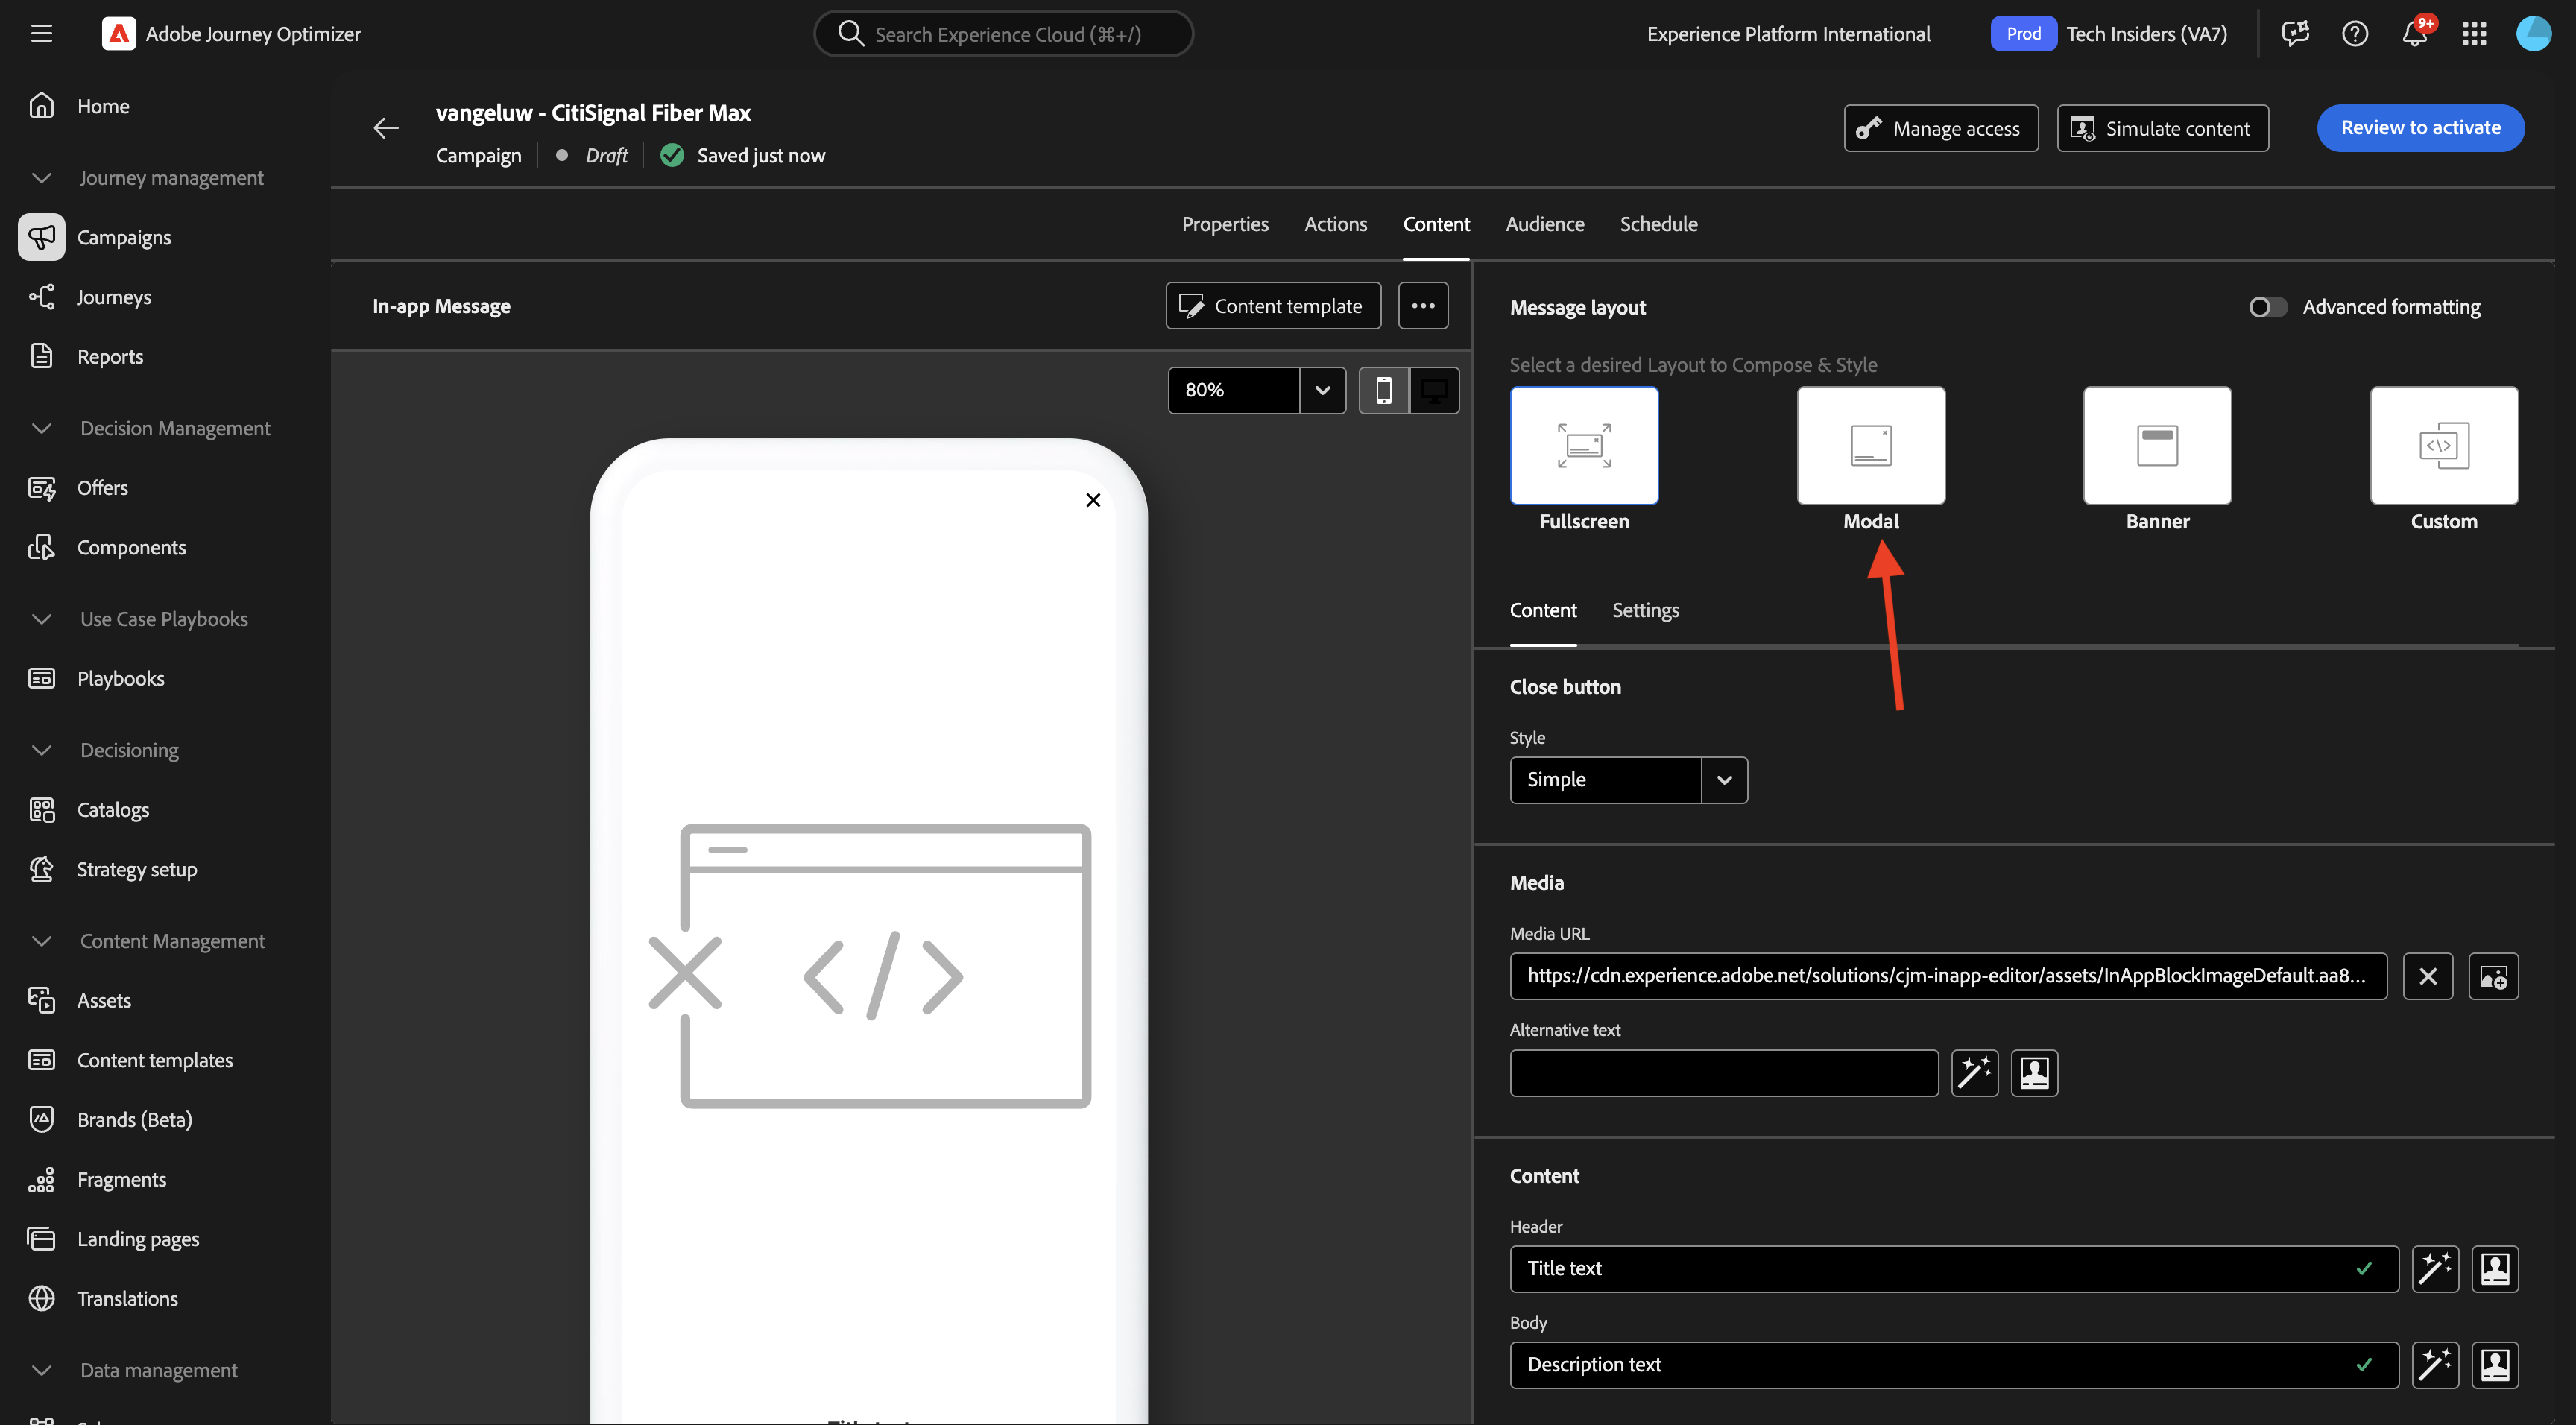 Adobe Journey Optimizer
Search Experience Cloud (⌘+/)
Experience Platform International
Prod
Tech Insiders (VA7)
9+
Home
Journey management
Campaigns
Journeys
Reports
Decision Management
Offers
Components
Use Case Playbooks
Playbooks
Decisioning
Catalogs
Strategy setup
Content Management
Assets
Content templates
Brands (Beta)
Fragments
Landing pages
Translations
Data management
vangeluw - CitiSignal Fiber Max
Campaign
Draft
Saved just now
Manage access
Simulate content
Review to activate
Properties
Actions
Content
Audience
Schedule
In-app Message
Content template
80%
Message layout
Advanced formatting
Select a desired Layout to Compose & Style
Fullscreen
Modal
Banner
Custom
Content
Settings
Close button
Style
Simple
Media
Media URL
https://cdn.experience.adobe.net/solutions/cjm-inapp-editor/assets/InAppBlockImageDefault.aa8...
Alternative text
Content
Header
Title text
Body
Description text